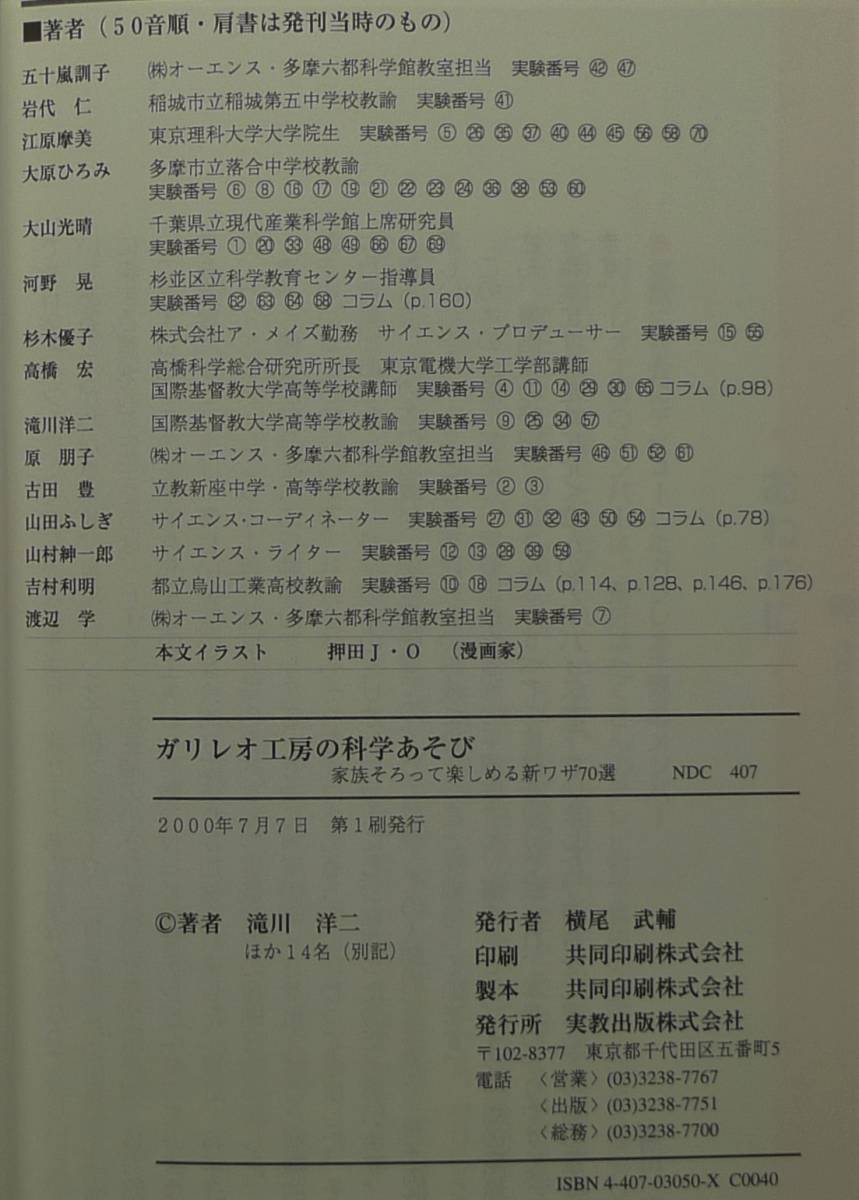 ■著者（50音順・肩書は発刊当時のもの）
五十嵐訓子 ㈱オーエンス・多摩六都科学館教室担当 実験番号 ㊷ ㊼
岩代 仁 稲城市立稲城第五中学校教諭 実験番号 ㊶
江原摩美 東京理科大学大学院生 実験番号 ⑤ ㉖ ㉟ ㊲ ㊵ ㊹ ㊺ 56 58 70
大原ひろみ 多摩市立落合中学校教諭
実験番号 ⑥ ⑧ ⑯ ⑰ ⑲ ㉑ ㉒ ㉓ ㉔ ㊱ ㊳ 53 60
大山光晴 千葉県立現代産業科学館上席研究員
実験番号 ① ⑳ ㉝ ㊽ ㊾ 66 67 69
河野 晃 杉並区立科学教育センター指導員
実験番号 62 63 64 68 コラム（p.160）
杉木優子 株式会社ア・メイズ勤務 サイエンス・プロデューサー 実験番号 ⑮ 55
高橋 宏 高橋科学総合研究所所長 東京電機大学工学部講師
国際基督教大学高等学校講師 実験番号 ④ ⑪ ⑭ ㉙ ㉚ 65 コラム（p.98）
滝川洋二 国際基督教大学高等学校教諭 実験番号 ⑨ ㉕ ㉞ 57
原 朋子 ㈱オーエンス・多摩六都科学館教室担当 実験番号 ㊻ 51 52 61
古田 豊 立教新座中学・高等学校教諭 実験番号 ② ③
山田ふしぎ サイエンス・コーディネーター 実験番号 ㉗ ㉛ ㉜ ㊸ ㊿ 54 コラム（p.78）
山村紳一郎 サイエンス・ライター 実験番号 ⑫ ⑬ ㉘ ㊴ 59
吉村利明 都立烏山工業高校教諭 実験番号 ⑩ ⑱ コラム（p.114、p.128、p.146、p.176）
渡辺 学 ㈱オーエンス・多摩六都科学館教室担当 実験番号 ⑦
本文イラスト 押田J・O （漫画家）
ガリレオ工房の科学あそび
家族そろって楽しめる新ワザ70選 NDC 407
2000年7月7日 第1刷発行
©著者 滝川 洋二
ほか14名（別記）
発行者 横尾 武輔
印刷 共同印刷株式会社
製本 共同印刷株式会社
発行所 実教出版株式会社
〒102-8377 東京都千代田区五番町5
電話 〈営業〉(03)3238-7767
〈出版〉(03)3238-7751
〈総務〉(03)3238-7700
ISBN 4-407-03050-X C0040